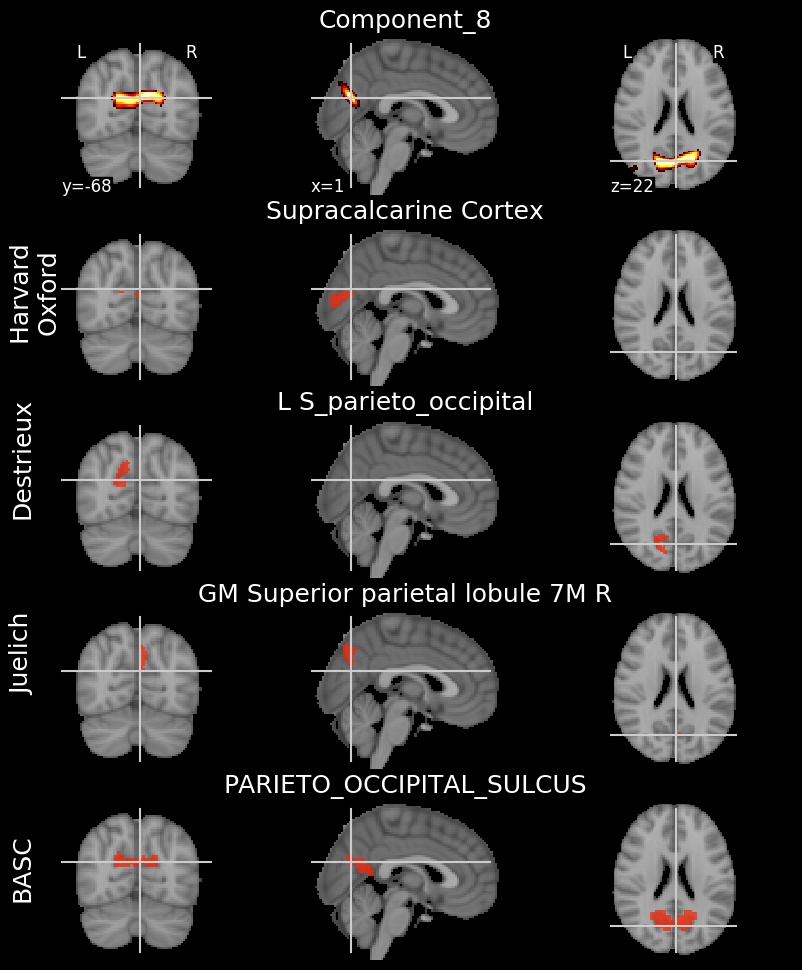 Component_8
L R
L R
y=-68
x=1
z=22
Supracalcarine Cortex
Harvard
Oxford
L S_parieto_occipital
Destrieux
GM Superior parietal lobule 7M R
Juelich
PARIETO_OCCIPITAL_SULCUS
BASC